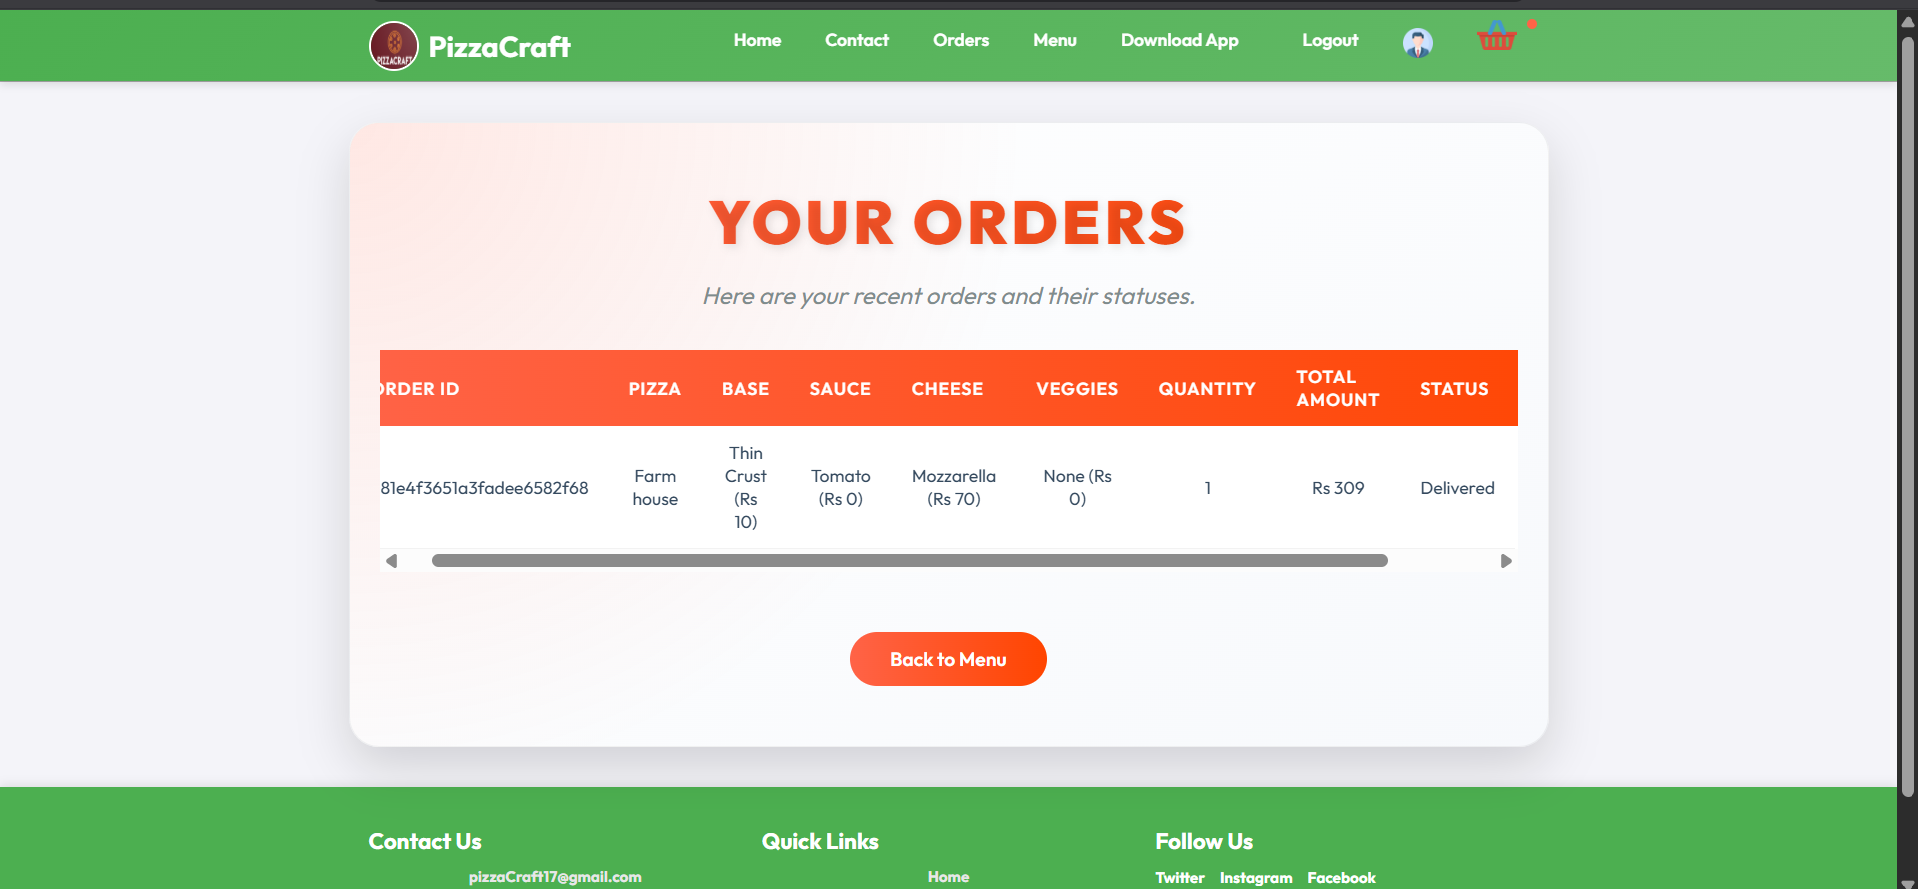 PIZZACRAFT
PizzaCraft
Home Contact Orders Menu Download App Logout
YOUR ORDERS
Here are your recent orders and their statuses.
ORDER ID PIZZA BASE SAUCE CHEESE VEGGIES QUANTITY TOTAL AMOUNT STATUS
81e4f3651a3fadee6582f68 Farm house Thin Crust (Rs 10) Tomato (Rs 0) Mozzarella (Rs 70) None (Rs 0) 1 Rs 309 Delivered
Back to Menu
Contact Us Quick Links Follow Us
pizzaCraft17@gmail.com Home Twitter Instagram Facebook